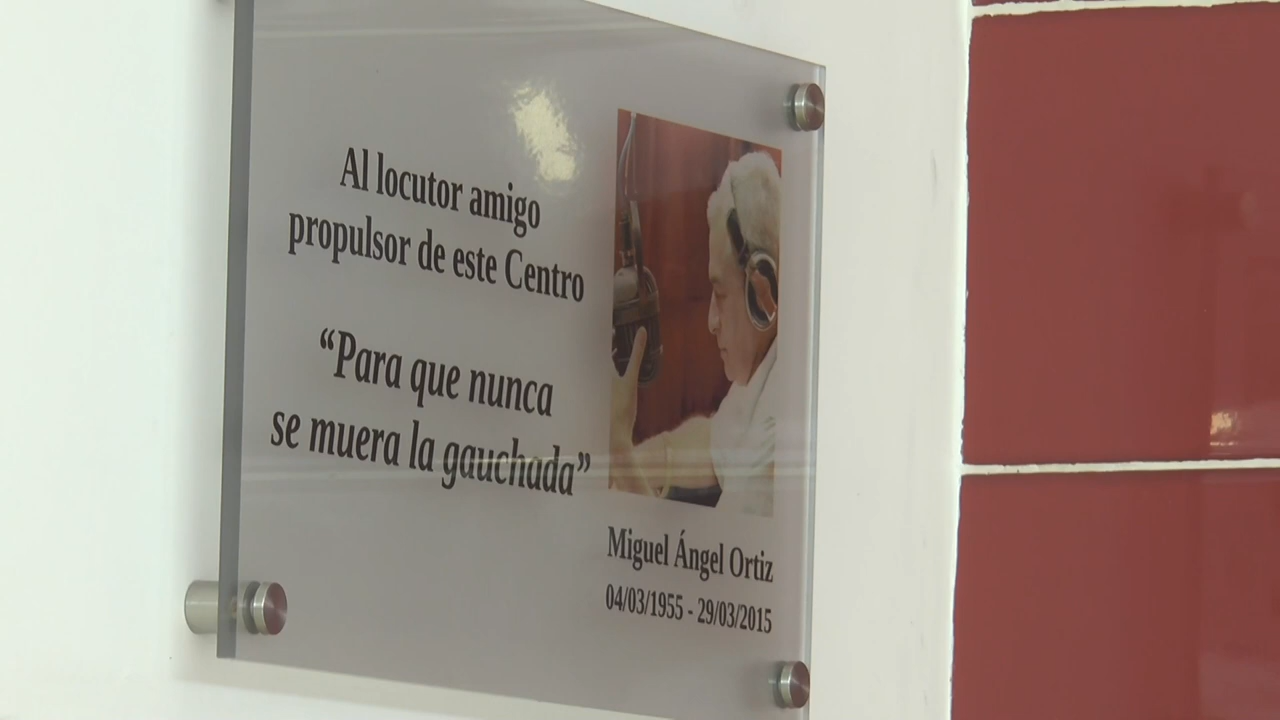 Al locutor amigo
propulsor de este Centro
“Para que nunca
se muera la gauchada”
Miguel Ángel Ortiz
04/03/1955 - 29/03/2015